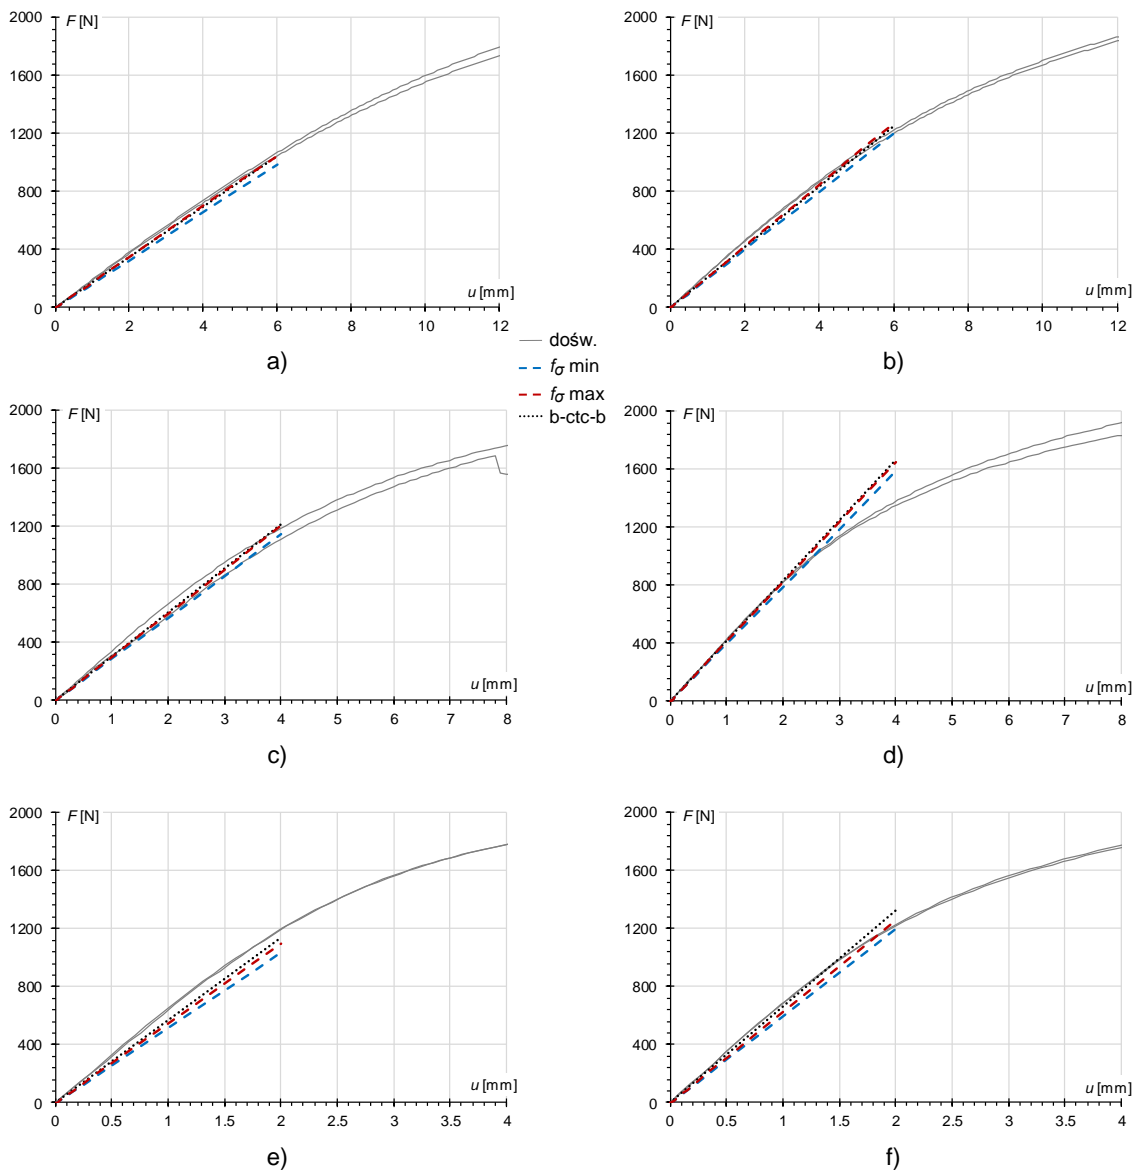 F [N]
2000
1600
1200
800
400
0
u [mm]
0 2 4 6 8 10 12
a)
F [N]
2000
1600
1200
800
400
0
u [mm]
0 2 4 6 8 10 12
b)
dośw.
fσ min
fσ max
b-ctc-b
F [N]
2000
1600
1200
800
400
0
u [mm]
0 1 2 3 4 5 6 7 8
c)
F [N]
2000
1600
1200
800
400
0
u [mm]
0 1 2 3 4 5 6 7 8
d)
F [N]
2000
1600
1200
800
400
0
u [mm]
0 0.5 1 1.5 2 2.5 3 3.5 4
e)
F [N]
2000
1600
1200
800
400
0
u [mm]
0 0.5 1 1.5 2 2.5 3 3.5 4
f)